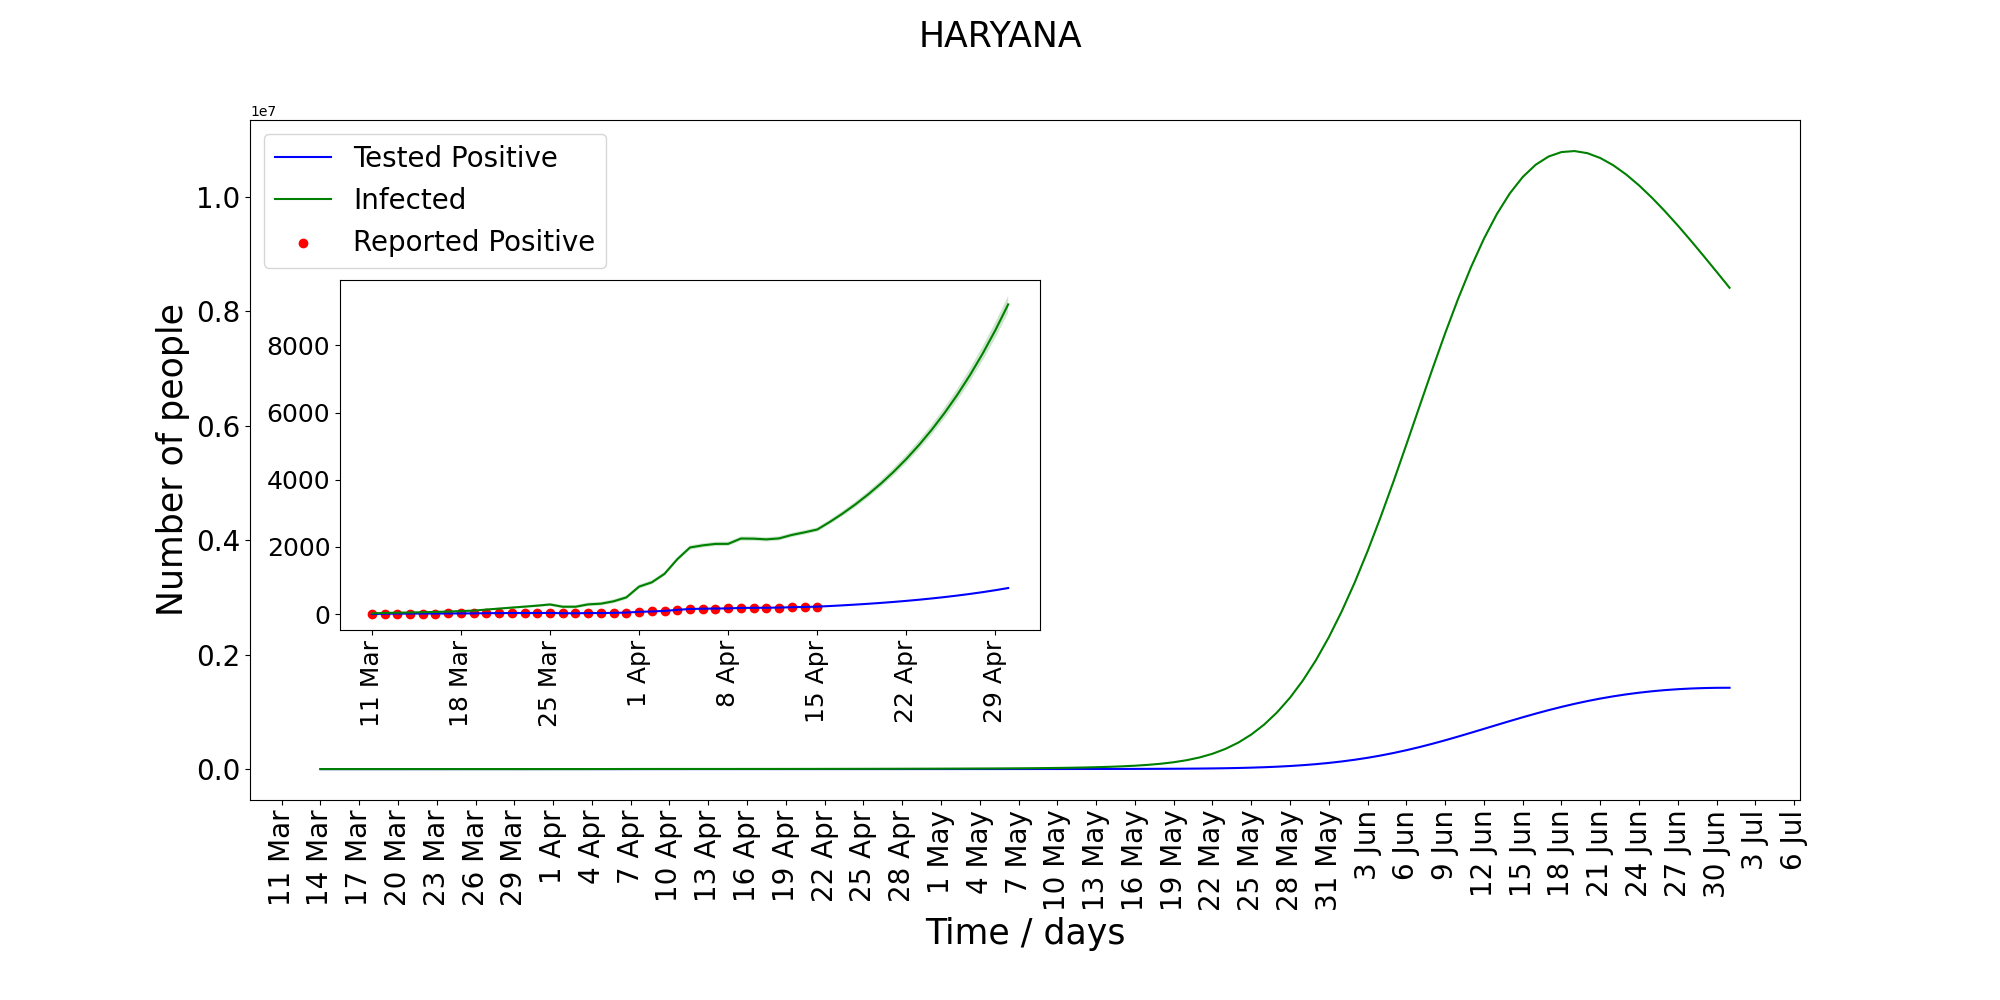 HARYANA
1e7
Tested Positive
Infected
Reported Positive
Number of people
1.0
0.8
0.6
0.4
0.2
0.0
8000
6000
4000
2000
0
11 Mar
18 Mar
25 Mar
1 Apr
8 Apr
15 Apr
22 Apr
29 Apr
11 Mar
14 Mar
17 Mar
20 Mar
23 Mar
26 Mar
29 Mar
1 Apr
4 Apr
7 Apr
10 Apr
13 Apr
16 Apr
19 Apr
22 Apr
25 Apr
28 Apr
1 May
4 May
7 May
10 May
13 May
16 May
19 May
22 May
25 May
28 May
31 May
3 Jun
6 Jun
9 Jun
12 Jun
15 Jun
18 Jun
21 Jun
24 Jun
27 Jun
30 Jun
3 Jul
6 Jul
Time / days